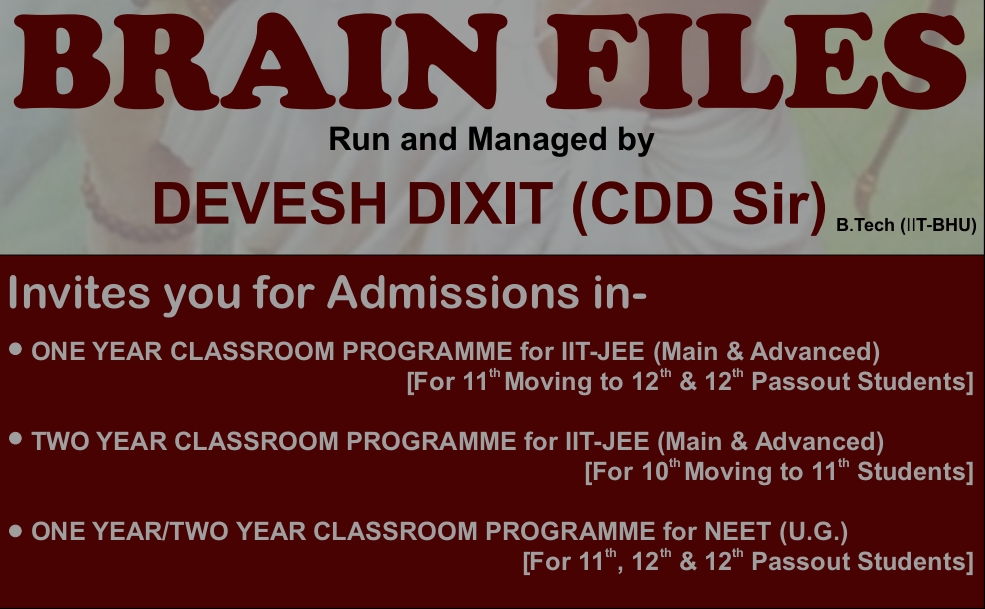 BRAIN FILES
Run and Managed by
DEVESH DIXIT (CDD Sir) B.Tech (IIT-BHU)
Invites you for Admissions in-
• ONE YEAR CLASSROOM PROGRAMME for IIT-JEE (Main & Advanced)
[For 11th Moving to 12th & 12th Passout Students]
• TWO YEAR CLASSROOM PROGRAMME for IIT-JEE (Main & Advanced)
[For 10th Moving to 11th Students]
• ONE YEAR/TWO YEAR CLASSROOM PROGRAMME for NEET (U.G.)
[For 11th, 12th & 12th Passout Students]